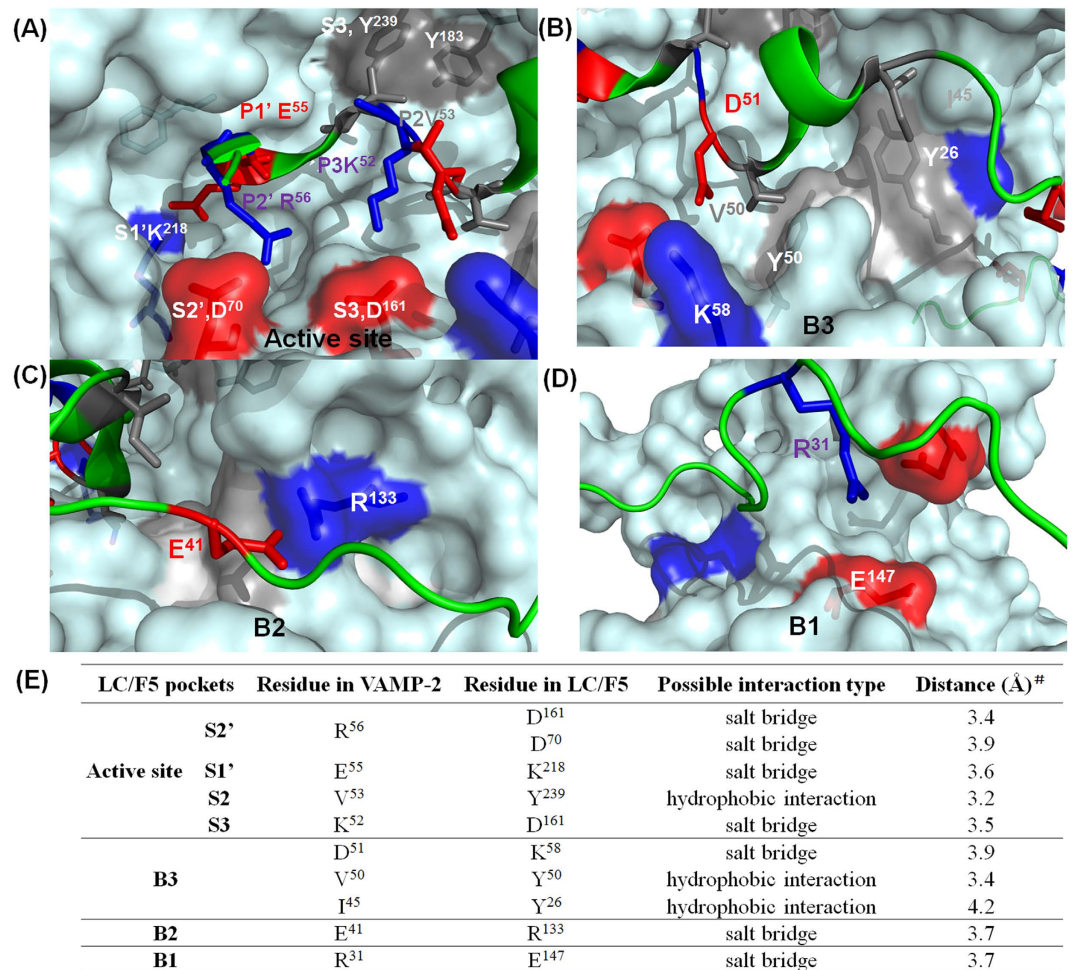 (A)
S3, Y²³⁹
Y¹⁸³
P1' E⁵⁵
P2V⁵³
P3K⁵²
P2' R⁵⁶
S1'K²¹⁸
S2',D⁷⁰
S3,D¹⁶¹
Active site
(B)
D⁵¹
I⁴⁵
Y²⁶
V⁵⁰
Y⁵⁰
K⁵⁸
B3
(C)
R¹³³
E⁴¹
B2
(D)
R³¹
E¹⁴⁷
B1
(E)
LC/F5 pockets Residue in VAMP-2 Residue in LC/F5 Possible interaction type Distance (Å)#
Active site S2' R⁵⁶ D¹⁶¹ salt bridge 3.4
D⁷⁰ salt bridge 3.9
S1' E⁵⁵ K²¹⁸ salt bridge 3.6
S2 V⁵³ Y²³⁹ hydrophobic interaction 3.2
S3 K⁵² D¹⁶¹ salt bridge 3.5
B3 D⁵¹ K⁵⁸ salt bridge 3.9
V⁵⁰ Y⁵⁰ hydrophobic interaction 3.4
I⁴⁵ Y²⁶ hydrophobic interaction 4.2
B2 E⁴¹ R¹³³ salt bridge 3.7
B1 R³¹ E¹⁴⁷ salt bridge 3.7